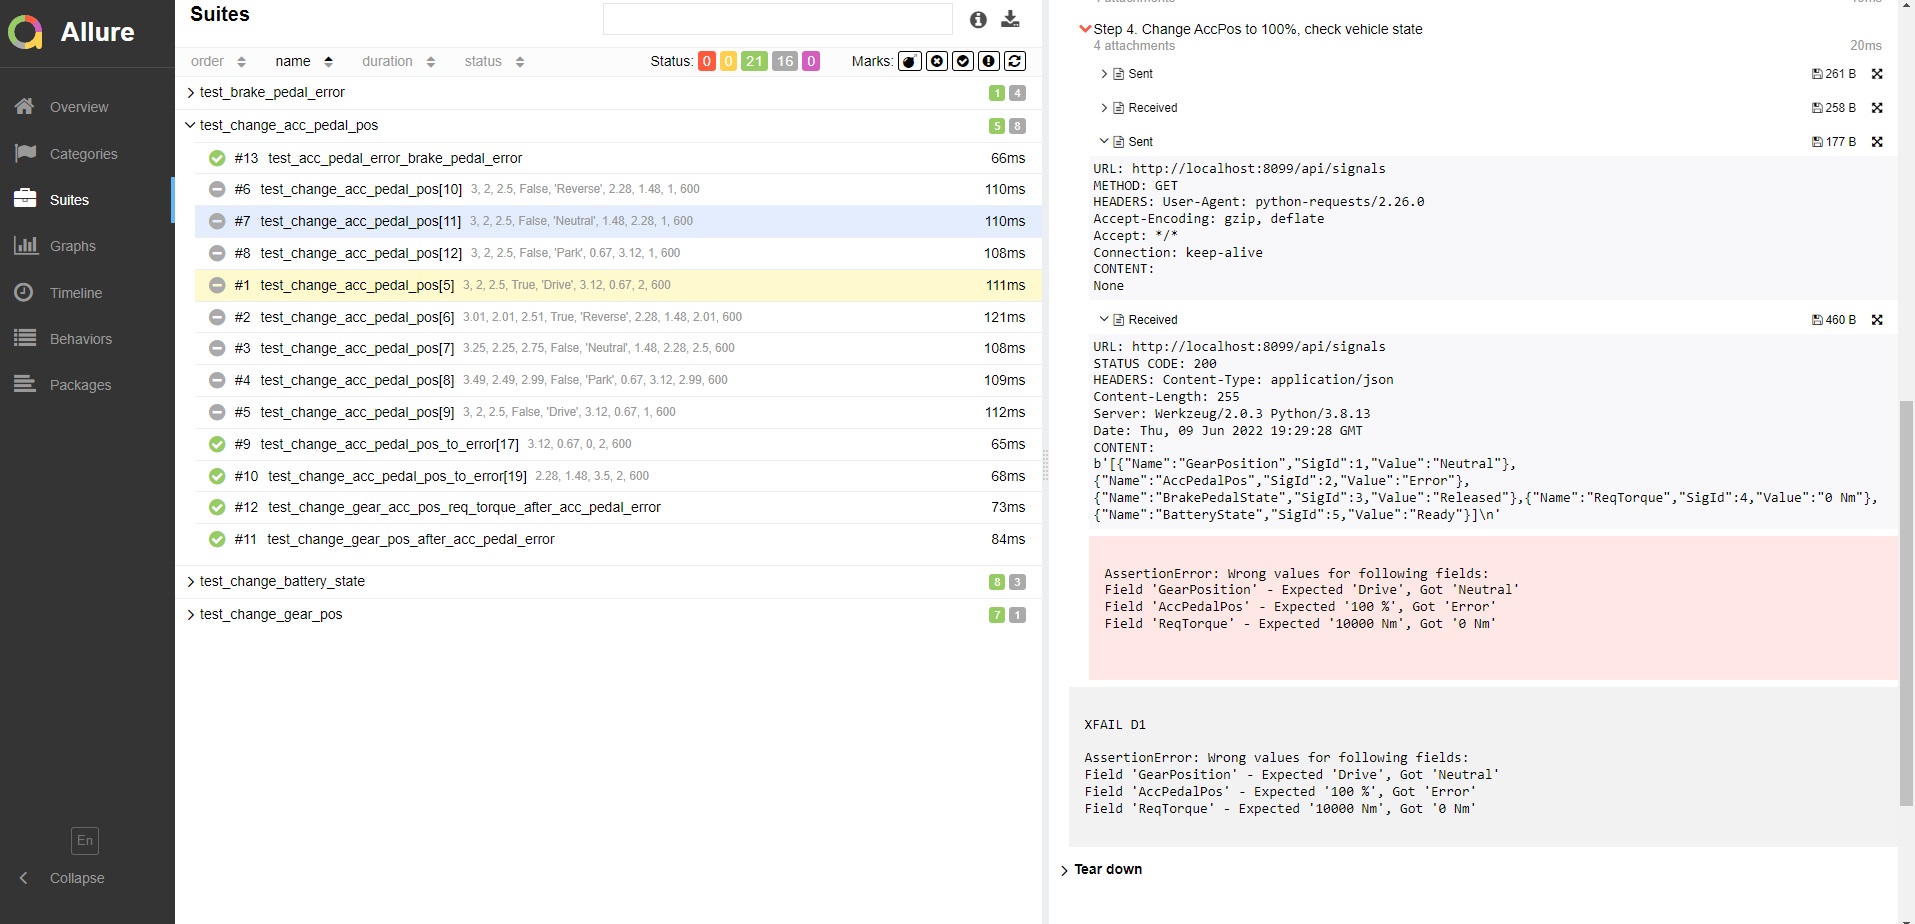 Allure
Overview
Categories
Suites
Graphs
Timeline
Behaviors
Packages
En
Collapse
Suites
order name duration status Status: 0 0 21 16 0 Marks:
test_brake_pedal_error 1 4
test_change_acc_pedal_pos 5 8
#13 test_acc_pedal_error_brake_pedal_error 66ms
#6 test_change_acc_pedal_pos[10] 3, 2, 2.5, False, 'Reverse', 2.28, 1.48, 1, 600 110ms
#7 test_change_acc_pedal_pos[11] 3, 2, 2.5, False, 'Neutral', 1.48, 2.28, 1, 600 110ms
#8 test_change_acc_pedal_pos[12] 3, 2, 2.5, False, 'Park', 0.67, 3.12, 1, 600 108ms
#1 test_change_acc_pedal_pos[5] 3, 2, 2.5, True, 'Drive', 3.12, 0.67, 2, 600 111ms
#2 test_change_acc_pedal_pos[6] 3.01, 2.01, 2.51, True, 'Reverse', 2.28, 1.48, 2.01, 600 121ms
#3 test_change_acc_pedal_pos[7] 3.25, 2.25, 2.75, False, 'Neutral', 1.48, 2.28, 2.5, 600 108ms
#4 test_change_acc_pedal_pos[8] 3.49, 2.49, 2.99, False, 'Park', 0.67, 3.12, 2.99, 600 109ms
#5 test_change_acc_pedal_pos[9] 3, 2, 2.5, False, 'Drive', 3.12, 0.67, 1, 600 112ms
#9 test_change_acc_pedal_pos_to_error[17] 3.12, 0.67, 0, 2, 600 65ms
#10 test_change_acc_pedal_pos_to_error[19] 2.28, 1.48, 3.5, 2, 600 68ms
#12 test_change_gear_acc_pos_req_torque_after_acc_pedal_error 73ms
#11 test_change_gear_pos_after_acc_pedal_error 84ms
test_change_battery_state 8 3
test_change_gear_pos 7 1
Step 4. Change AccPos to 100%, check vehicle state
4 attachments 20ms
Sent 261 B
Received 258 B
Sent 177 B
URL: http://localhost:8099/api/signals
METHOD: GET
HEADERS: User-Agent: python-requests/2.26.0
Accept-Encoding: gzip, deflate
Accept: */*
Connection: keep-alive
CONTENT:
None
Received 460 B
URL: http://localhost:8099/api/signals
STATUS CODE: 200
HEADERS: Content-Type: application/json
Content-Length: 255
Server: Werkzeug/2.0.3 Python/3.8.13
Date: Thu, 09 Jun 2022 19:29:28 GMT
CONTENT:
b'[{"Name":"GearPosition","SigId":1,"Value":"Neutral"},
{"Name":"AccPedalPos","SigId":2,"Value":"Error"},
{"Name":"BrakePedalState","SigId":3,"Value":"Released"},{"Name":"ReqTorque","SigId":4,"Value":"0 Nm"},
{"Name":"BatteryState","SigId":5,"Value":"Ready"}]\n'
AssertionError: Wrong values for following fields:
Field 'GearPosition' - Expected 'Drive', Got 'Neutral'
Field 'AccPedalPos' - Expected '100 %', Got 'Error'
Field 'ReqTorque' - Expected '10000 Nm', Got '0 Nm'
XFAIL D1
AssertionError: Wrong values for following fields:
Field 'GearPosition' - Expected 'Drive', Got 'Neutral'
Field 'AccPedalPos' - Expected '100 %', Got 'Error'
Field 'ReqTorque' - Expected '10000 Nm', Got '0 Nm'
Tear down